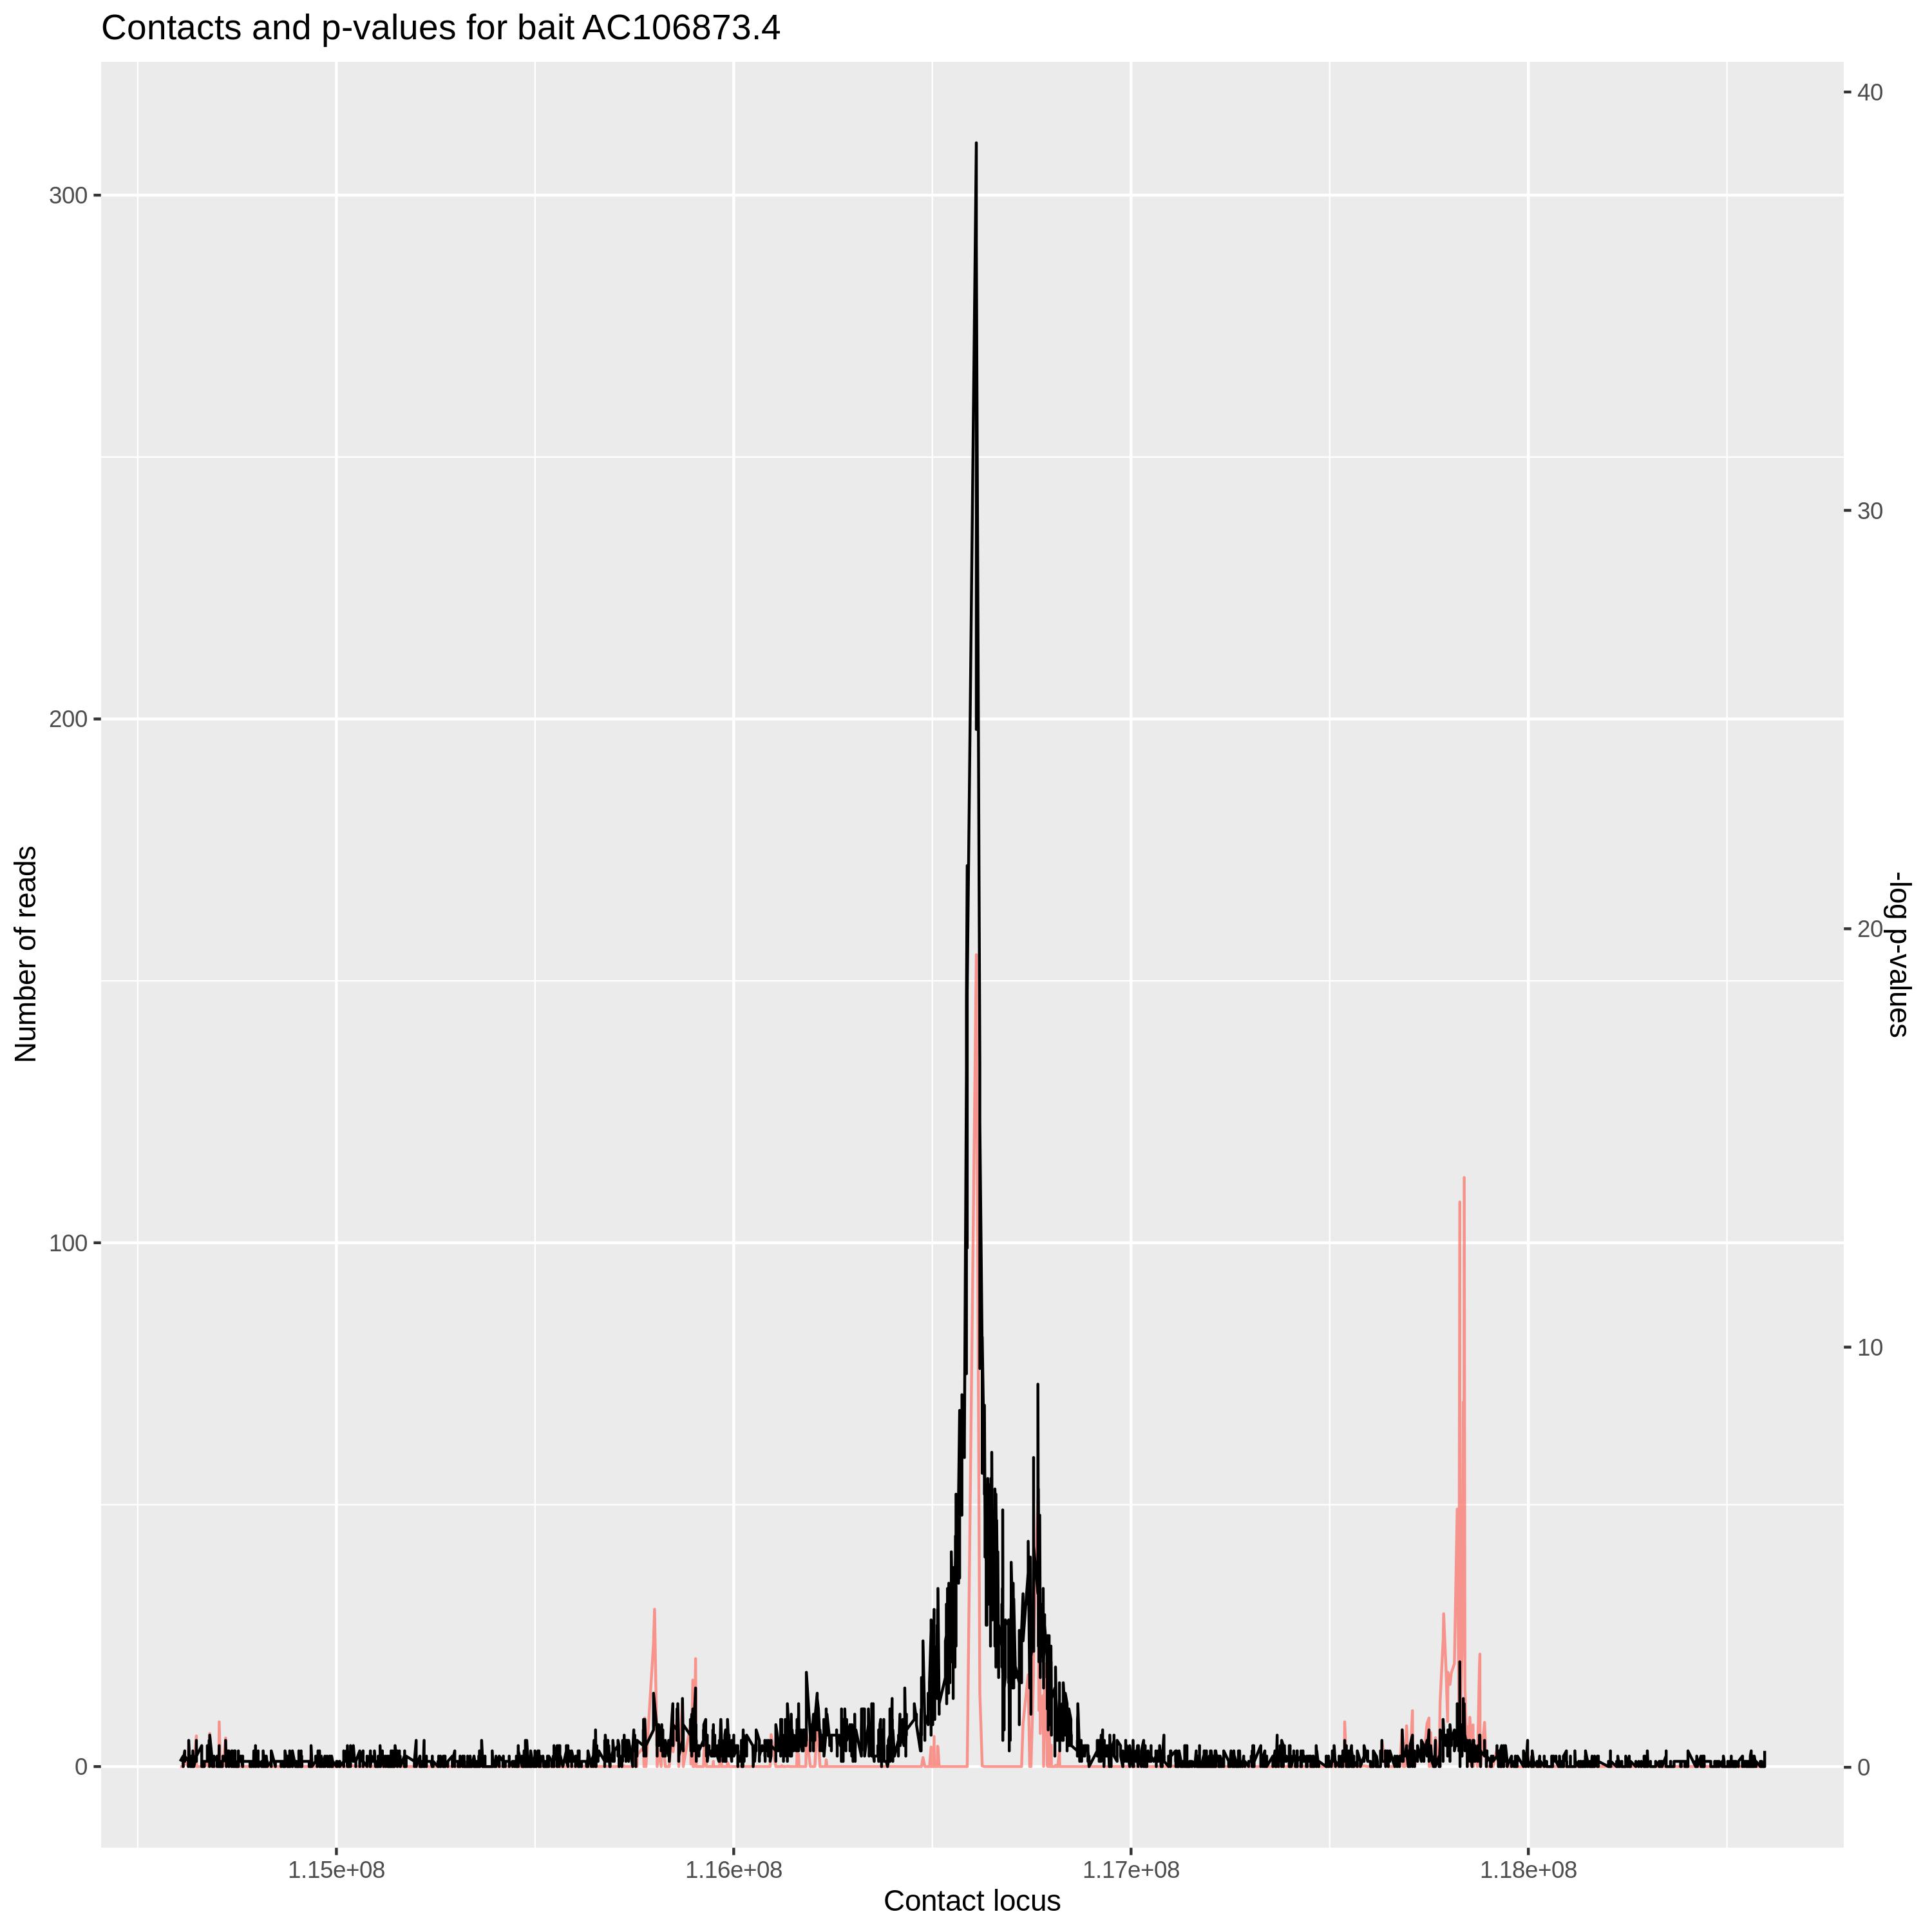 Contacts and p-values for bait AC106873.4
40
300
30
200
Number of reads
-log p-values
20
100
10
0
0
1.15e+08 1.16e+08 1.17e+08 1.18e+08
Contact locus